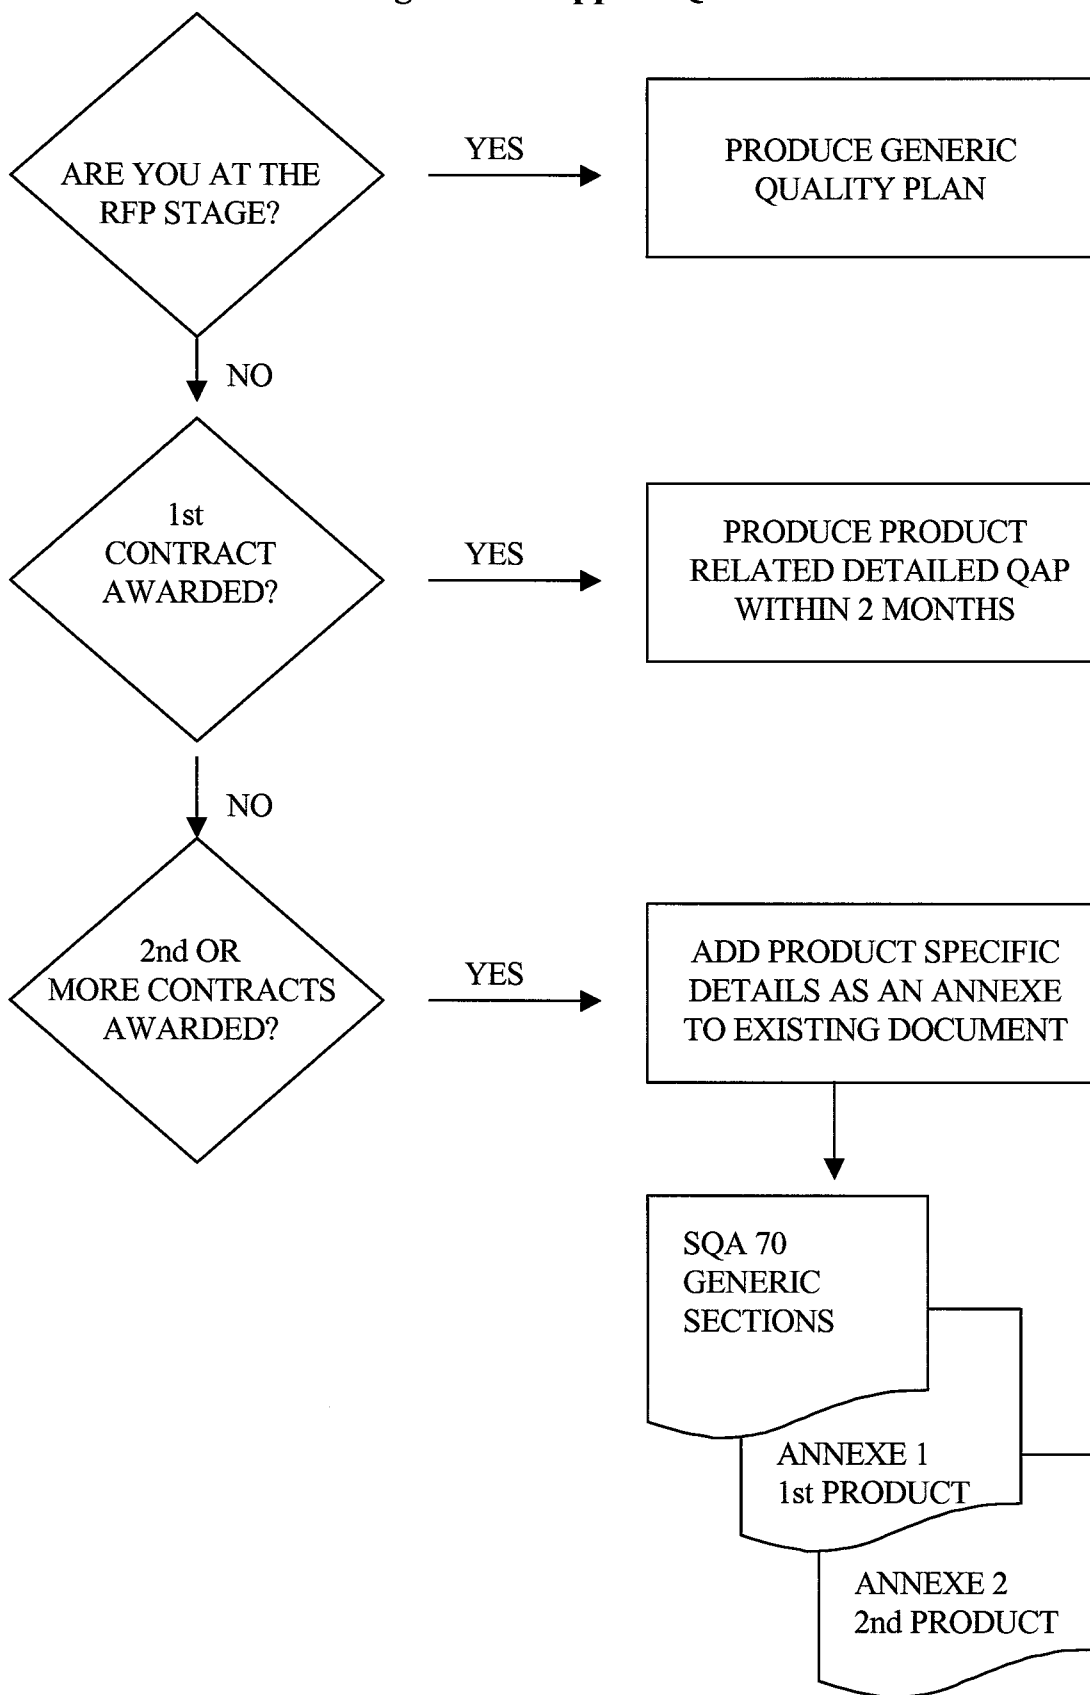 ARE YOU AT THE
RFP STAGE?
YES
PRODUCE GENERIC
QUALITY PLAN
NO
1st
CONTRACT
AWARDED?
YES
PRODUCE PRODUCT
RELATED DETAILED QAP
WITHIN 2 MONTHS
NO
2nd OR
MORE CONTRACTS
AWARDED?
YES
ADD PRODUCT SPECIFIC
DETAILS AS AN ANNEXE
TO EXISTING DOCUMENT
SQA 70
GENERIC
SECTIONS
ANNEXE 1
1st PRODUCT
ANNEXE 2
2nd PRODUCT